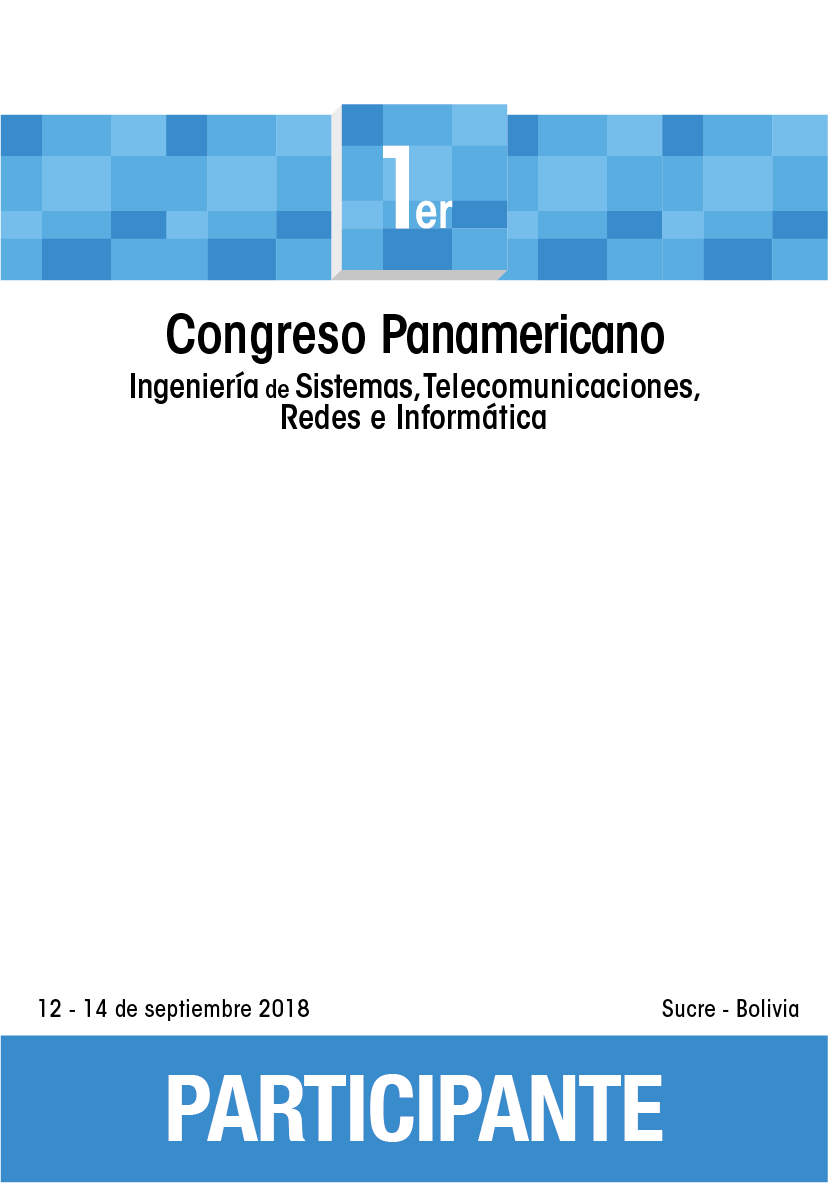 1er
Congreso Panamericano
Ingeniería de Sistemas, Telecomunicaciones,
Redes e Informática
12 - 14 de septiembre 2018
Sucre - Bolivia
PARTICIPANTE